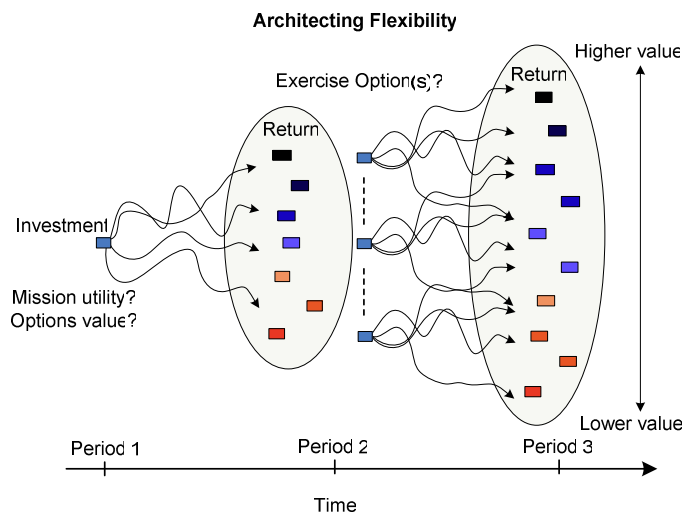 Architecting Flexibility
Higher value
Exercise Option(s)?
Return
Return
Investment
Mission utility?
Options value?
Lower value
Period 1
Period 2
Period 3
Time